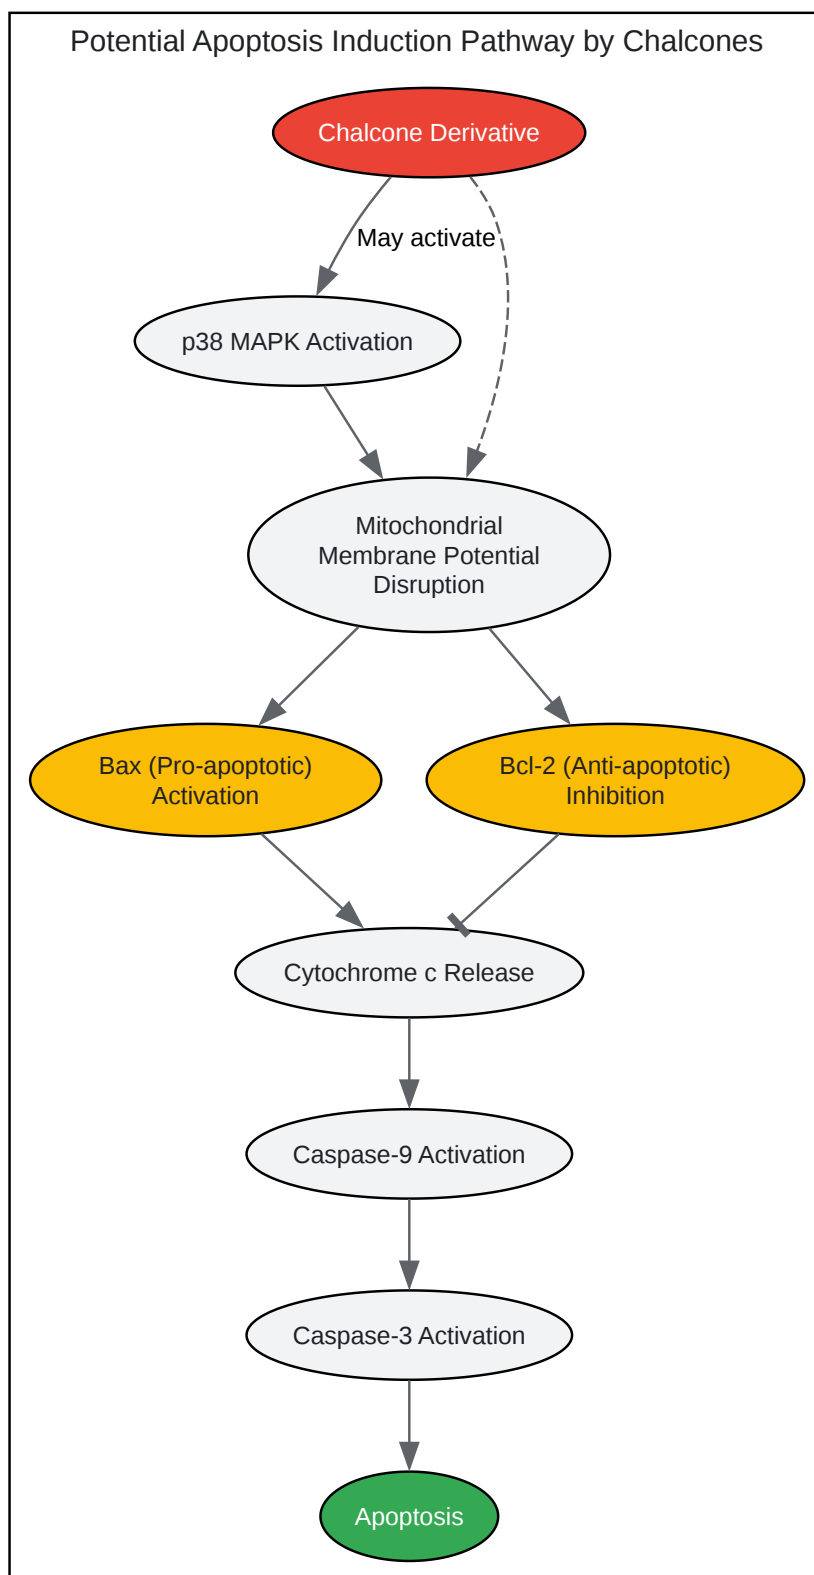 Potential Apoptosis Induction Pathway by Chalcones
Chalcone Derivative
May activate
p38 MAPK Activation
Mitochondrial
Membrane Potential
Disruption
Bax (Pro-apoptotic)
Activation
Bcl-2 (Anti-apoptotic)
Inhibition
Cytochrome c Release
Caspase-9 Activation
Caspase-3 Activation
Apoptosis